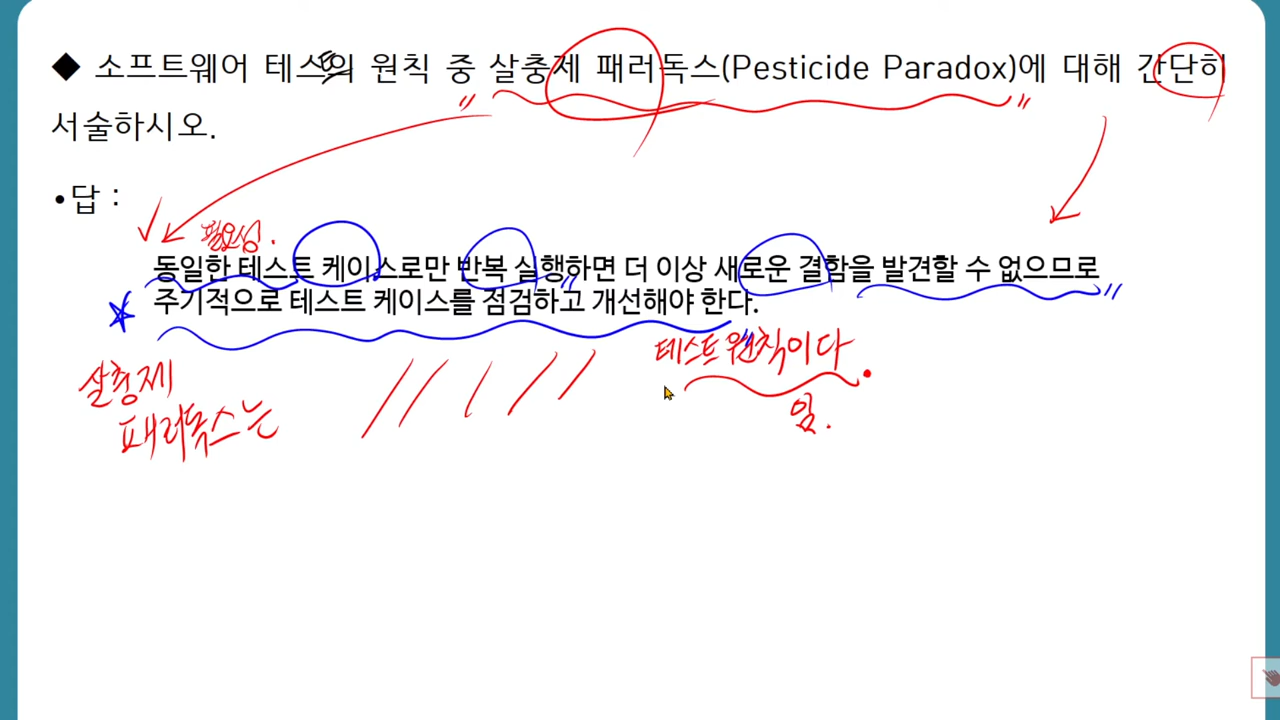 ◆ 소프트웨어 테스트의 원칙 중 살충제 패러독스(Pesticide Paradox)에 대해 간단히
서술하시오.
•답 :
필요성.
동일한 테스트 케이스로만 반복 실행하면 더 이상 새로운 결함을 발견할 수 없으므로
주기적으로 테스트 케이스를 점검하고 개선해야 한다.
테스트 원칙이다
임.
살충제
패러독스는